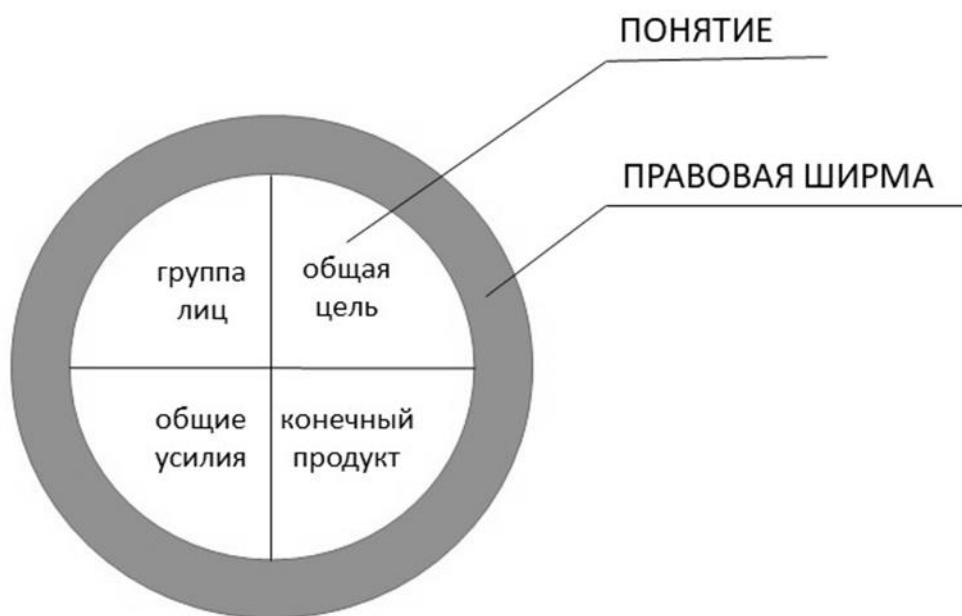 ПОНЯТИЕ
ПРАВОВАЯ ШИРМА
группа
лиц
общая
цель
общие
усилия
конечный
продукт